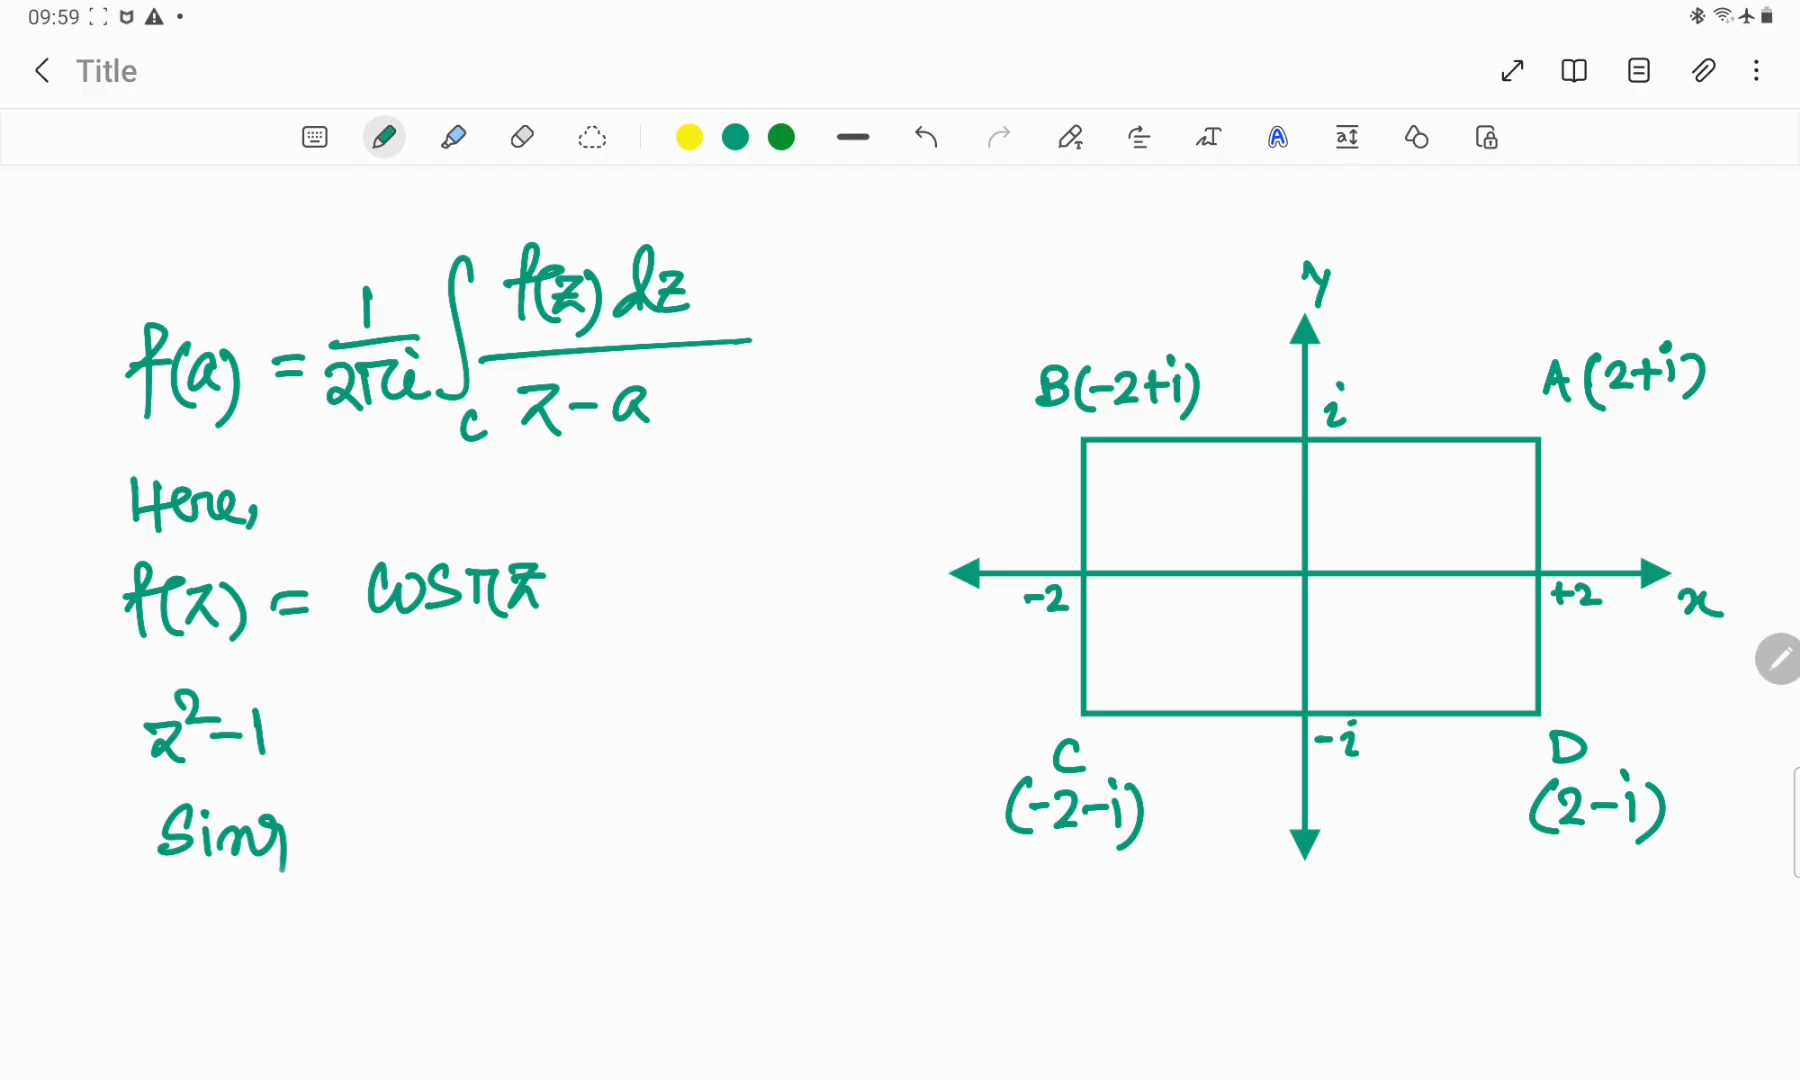 09:59
Title
f(a) = 1/2πi ∫c f(z) dz / z-a
Here,
f(z) = cosπz
z²-1
Sin
y
B(-2+i)
A(2+i)
i
-2
+2
x
-i
C
(-2-i)
D
(2-i)